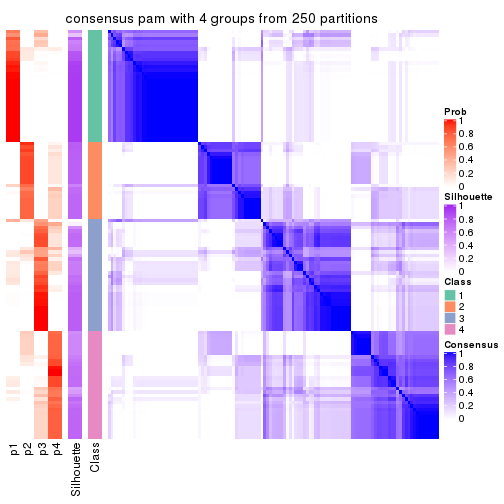 consensus pam with 4 groups from 250 partitions
Prob
1
0.8
0.6
0.4
0.2
0
Silhouette
1
0.8
0.6
0.4
0.2
0
Class
1
2
3
4
Consensus
1
0.8
0.6
0.4
0.2
0
p1
p2
p3
p4
Silhouette
Class